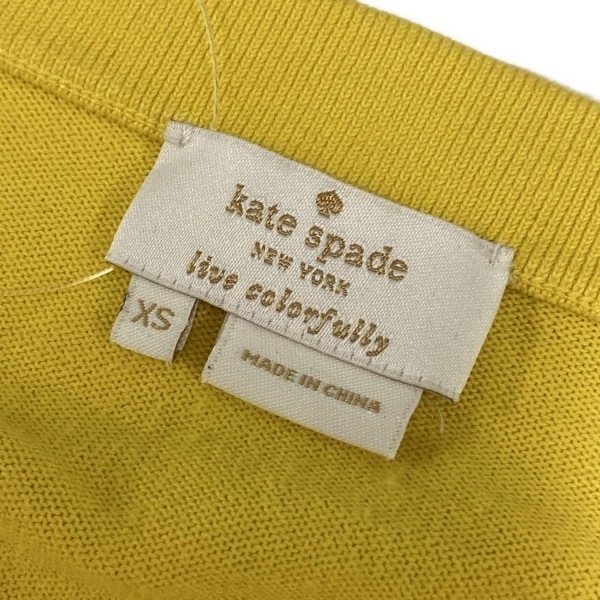 kate spade
NEW YORK
live colorfully
XS
MADE IN CHINA